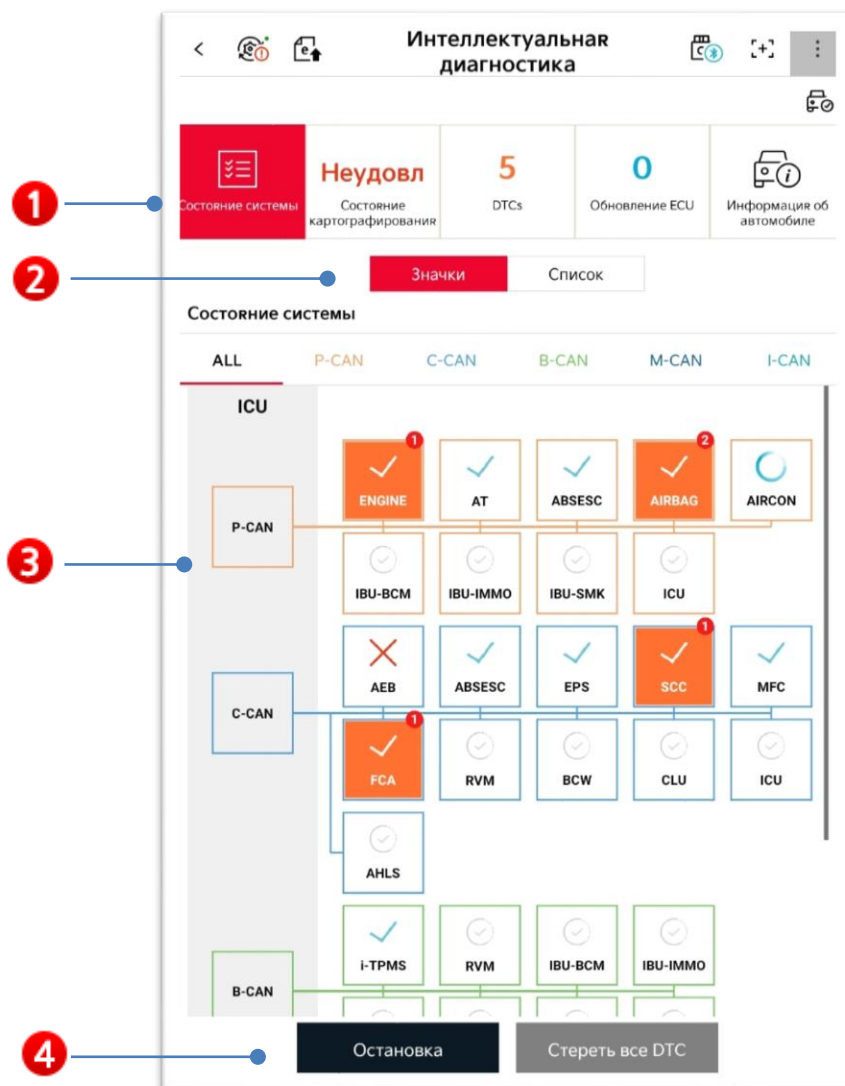 Интеллектуальная
диагностика
1
Состояние системы
Неудовл
Состояние
картографирования
5
DTCs
0
Обновление ECU
Информация об
автомобиле
2
Значки
Список
Состояние системы
ALL P-CAN C-CAN B-CAN M-CAN I-CAN
ICU
3
P-CAN
1
2
ENGINE AT ABSESC AIRBAG AIRCON
IBU-BCM IBU-IMMO IBU-SMK ICU
C-CAN
1
AEB ABSESC EPS SCC MFC
1
FCA RVM BCW CLU ICU
AHLS
B-CAN
i-TPMS RVM IBU-BCM IBU-IMMO
4
Остановка
Стереть все DTC